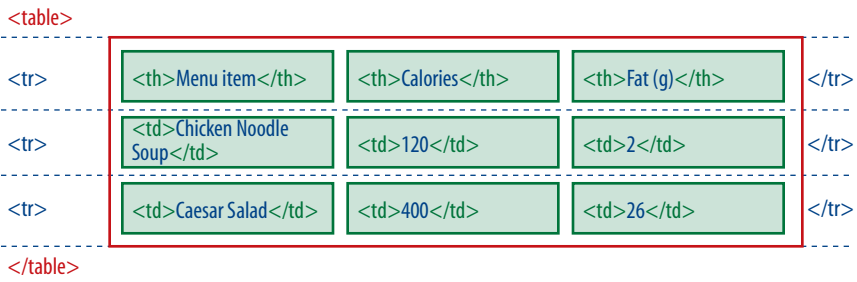 <table>
<tr> <th>Menu item</th> <th>Calories</th> <th>Fat (g)</th> </tr>
<tr> <td>Chicken Noodle
Soup</td> <td>120</td> <td>2</td> </tr>
<tr> <td>Caesar Salad</td> <td>400</td> <td>26</td> </tr>
</table>